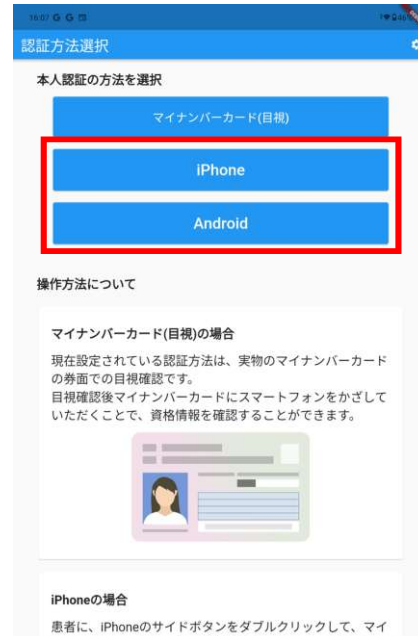 16:07 G G
認証方法選択
本人認証の方法を選択
マイナンバーカード(目視)
iPhone
Android
操作方法について
マイナンバーカード(目視)の場合
現在設定されている認証方法は、実物のマイナンバーカード
の券面での目視確認です。
目視確認後マイナンバーカードにスマートフォンをかざして
いただくことで、資格情報を確認することができます。
iPhoneの場合
患者に、iPhoneのサイドボタンをダブルクリックして、マイ